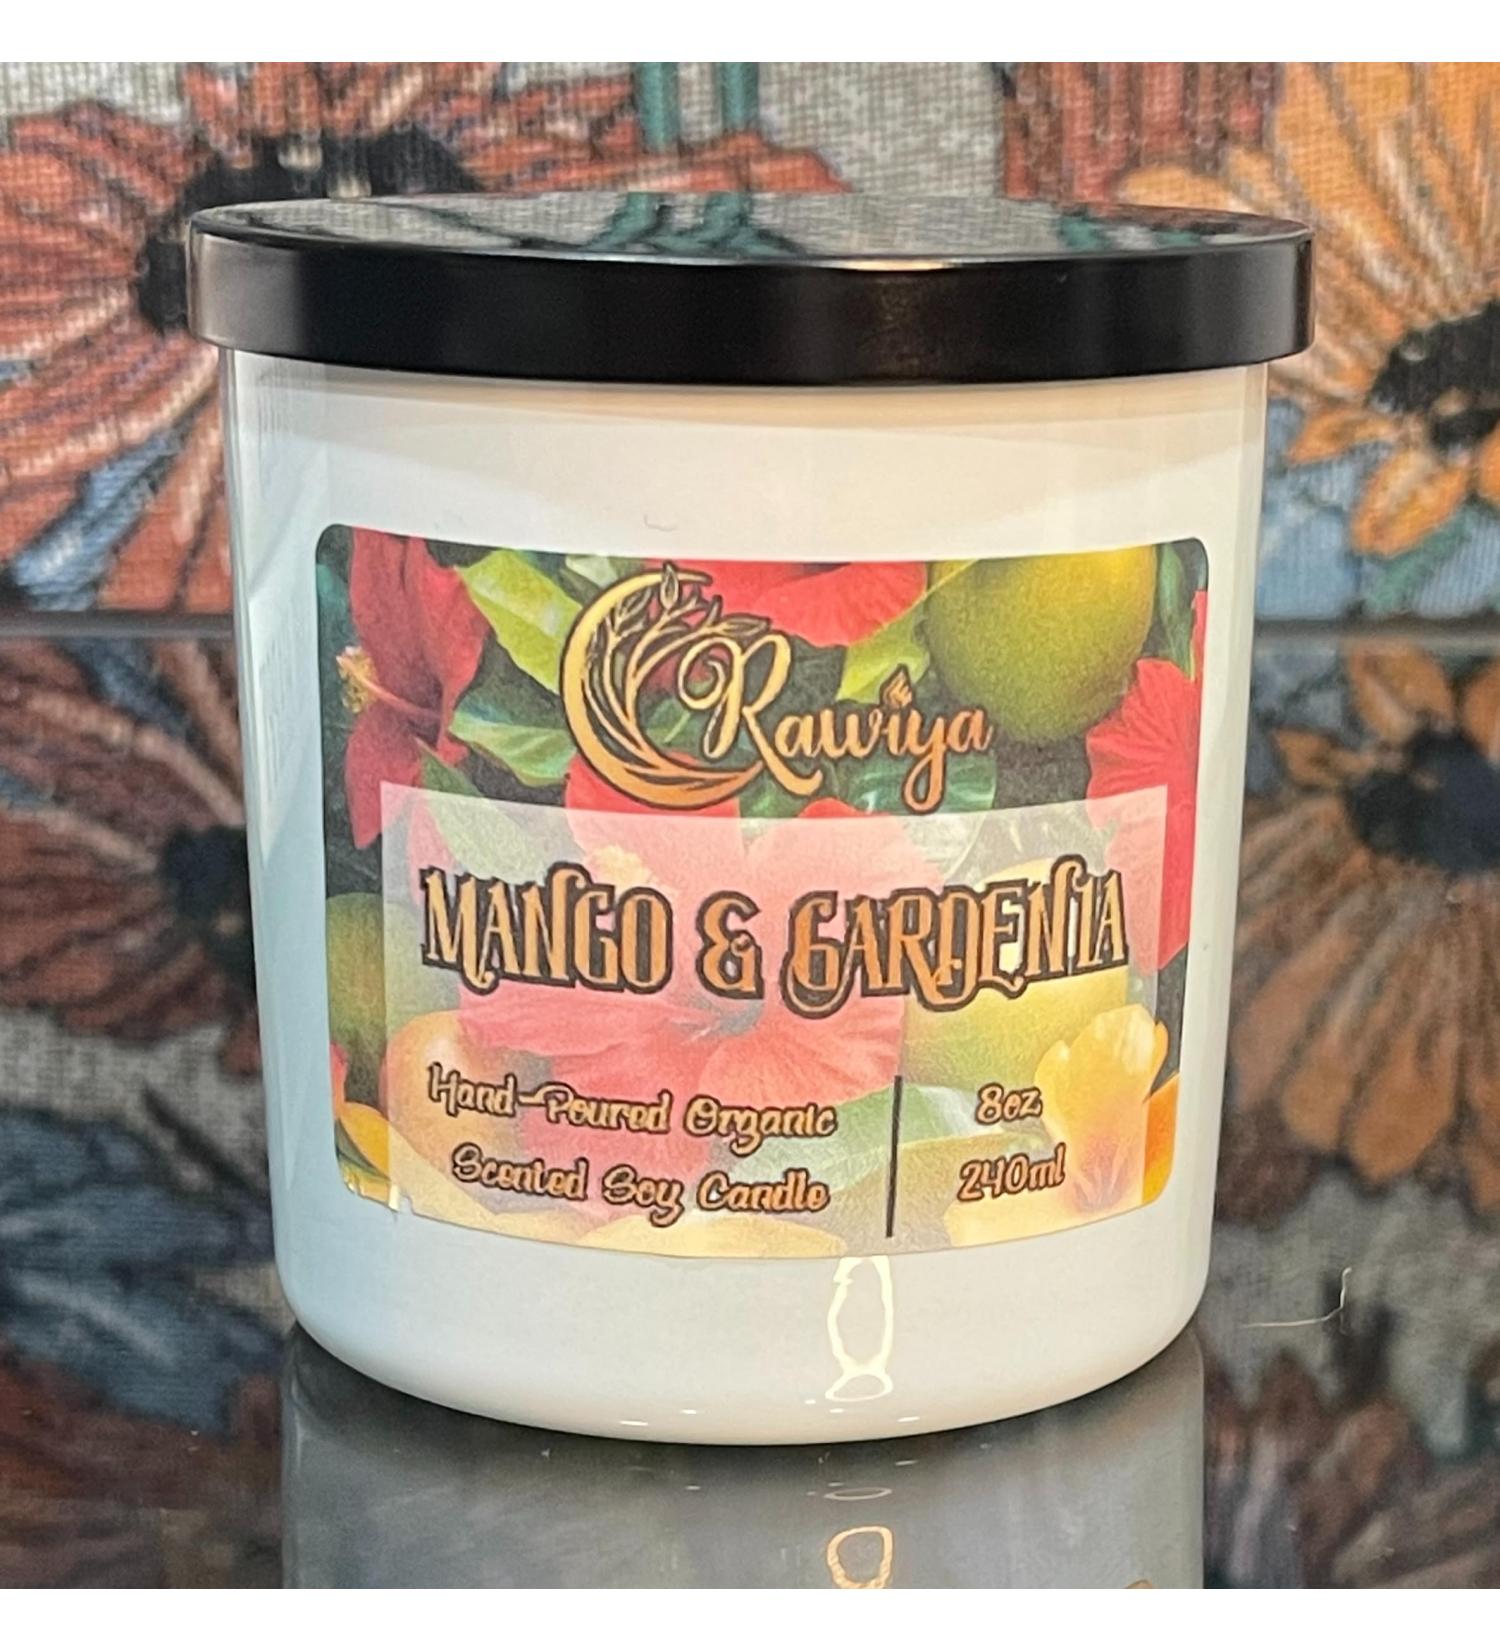 Rawiya
MANGO & GARDENIA
Hand-Poured Organic
Scented Soy Candle
8oz
240ml